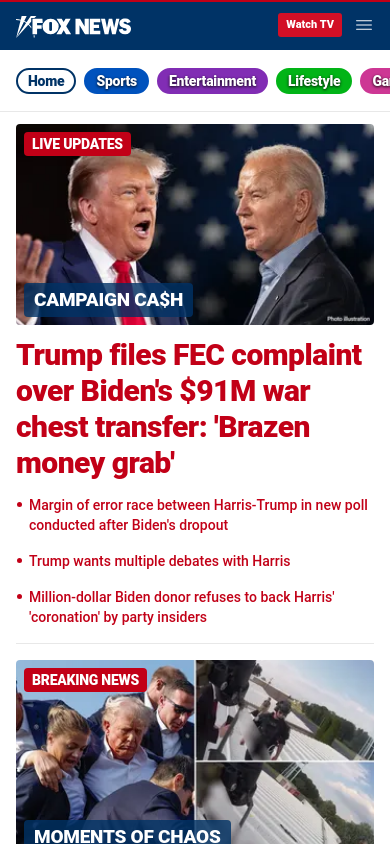 FOX NEWS
Watch TV
Home
Sports
Entertainment
Lifestyle
Ga
LIVE UPDATES
CAMPAIGN CA$H
Photo illustration
Trump files FEC complaint
over Biden's $91M war
chest transfer: 'Brazen
money grab'
• Margin of error race between Harris-Trump in new poll
conducted after Biden's dropout
• Trump wants multiple debates with Harris
• Million-dollar Biden donor refuses to back Harris'
'coronation' by party insiders
BREAKING NEWS
MOMENTS OF CHAOS